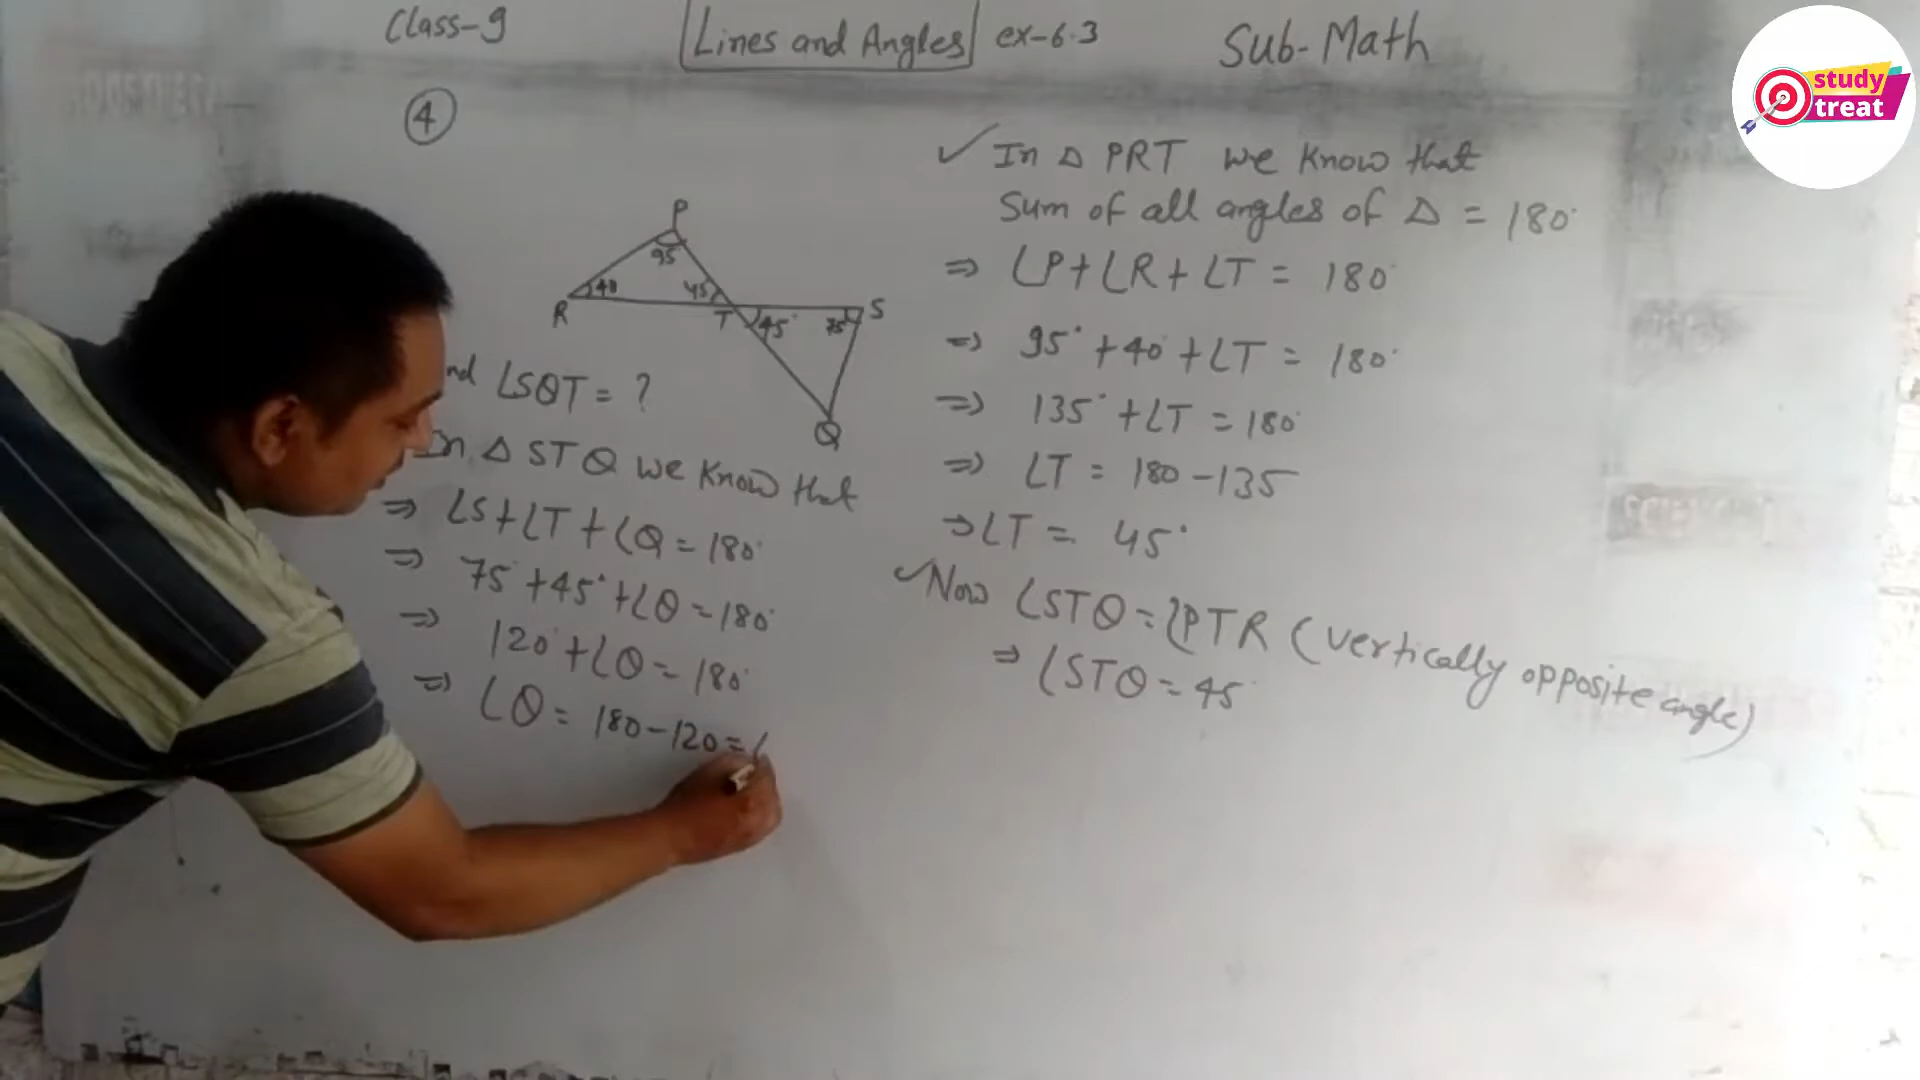 Class-9
Lines and Angles
ex-6.3
Sub-Math
study
treat
4
P
95
40
45
R
T
45°
75
S
Q
nd ∠SQT = ?
In △ STQ we know that
⇒ ∠S+∠T+∠Q = 180°
⇒ 75°+45°+∠Q = 180°
⇒ 120°+∠Q = 180°
⇒ ∠Q = 180-120 =
✓ In △ PRT we know that
Sum of all angles of △ = 180°
⇒ ∠P+∠R+∠T = 180°
⇒ 95°+40°+∠T = 180°
⇒ 135°+∠T = 180°
⇒ ∠T = 180-135
⇒ ∠T = 45°
✓ Now ∠STQ = ∠PTR (vertically opposite angle)
⇒ ∠STQ = 45°